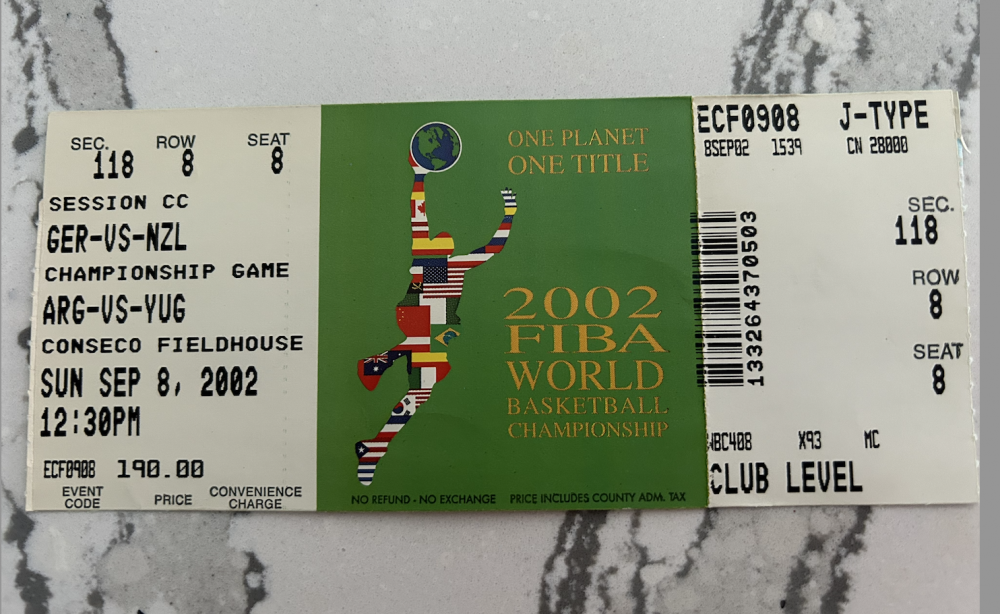 SEC. ROW SEAT
118 8 8
SESSION CC
GER-VS-NZL
CHAMPIONSHIP GAME
ARG-VS-YUG
CONSECO FIELDHOUSE
SUN SEP 8, 2002
12:30PM
ECF0908 190.00
EVENT CODE PRICE CONVENIENCE CHARGE
ONE PLANET
ONE TITLE
2002
FIBA
WORLD
BASKETBALL
CHAMPIONSHIP
NO REFUND - NO EXCHANGE PRICE INCLUDES COUNTY ADM. TAX
ECF0908 J-TYPE
8SEP02 1539 CN 28000
133264370503
SEC.
118
ROW
8
SEAT
8
WBC408 X93 MC
CLUB LEVEL